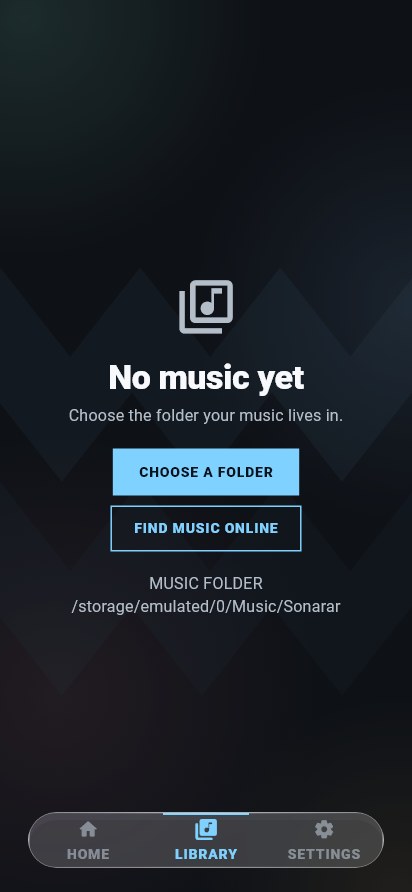 No music yet
Choose the folder your music lives in.
CHOOSE A FOLDER
FIND MUSIC ONLINE
MUSIC FOLDER
/storage/emulated/0/Music/Sonarar
HOME
LIBRARY
SETTINGS